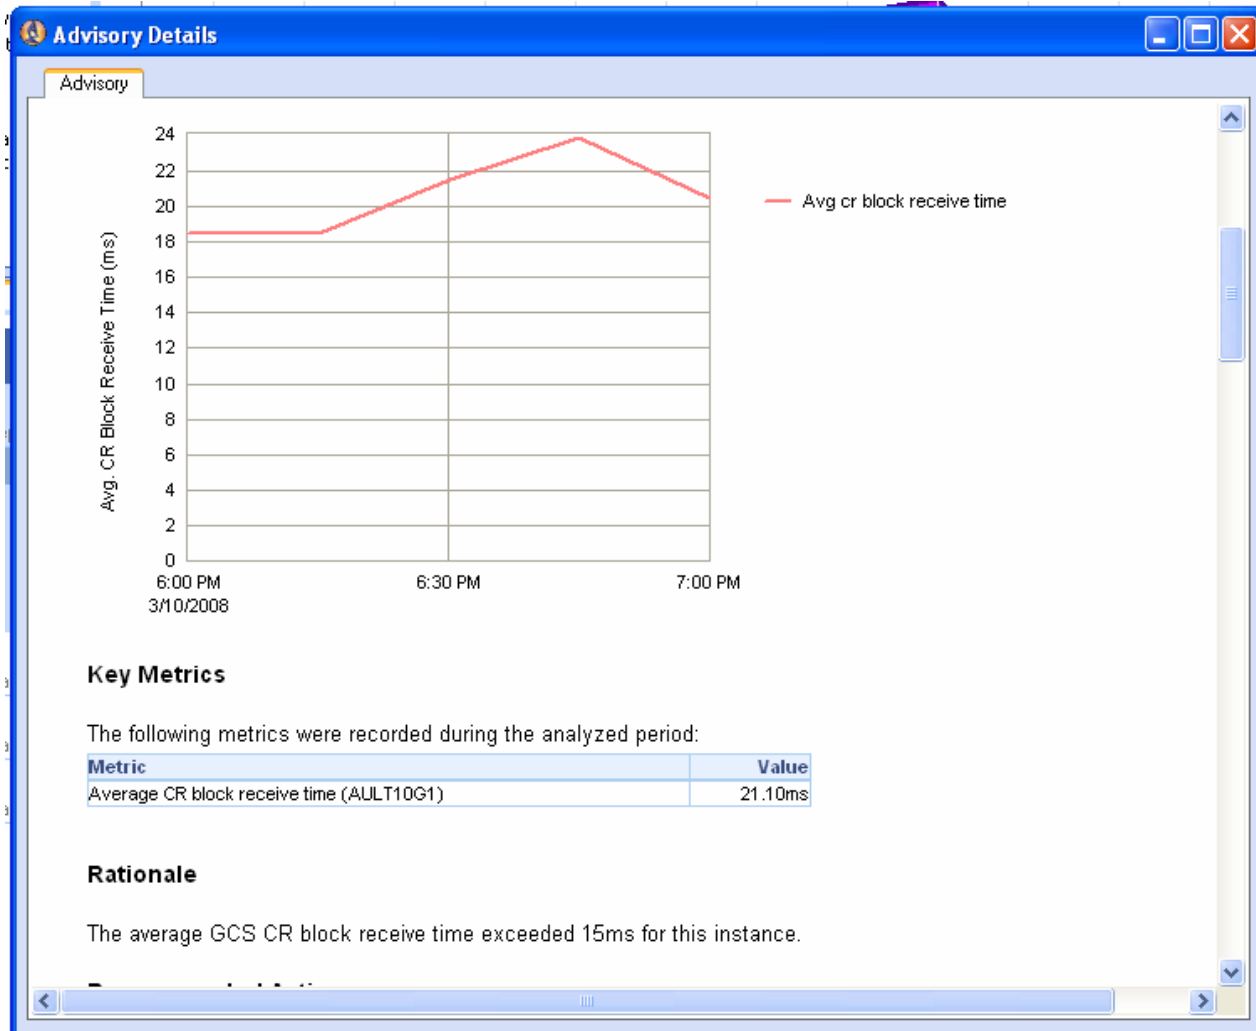 Advisory Details
Advisory
24
22
20
18
16
14
12
10
8
6
4
2
0
Avg. CR Block Receive Time (ms)
6:00 PM
3/10/2008
6:30 PM
7:00 PM
Avg cr block receive time
Key Metrics
The following metrics were recorded during the analyzed period:
Metric Value
Average CR block receive time (AULT10G1) 21.10ms
Rationale
The average GCS CR block receive time exceeded 15ms for this instance.